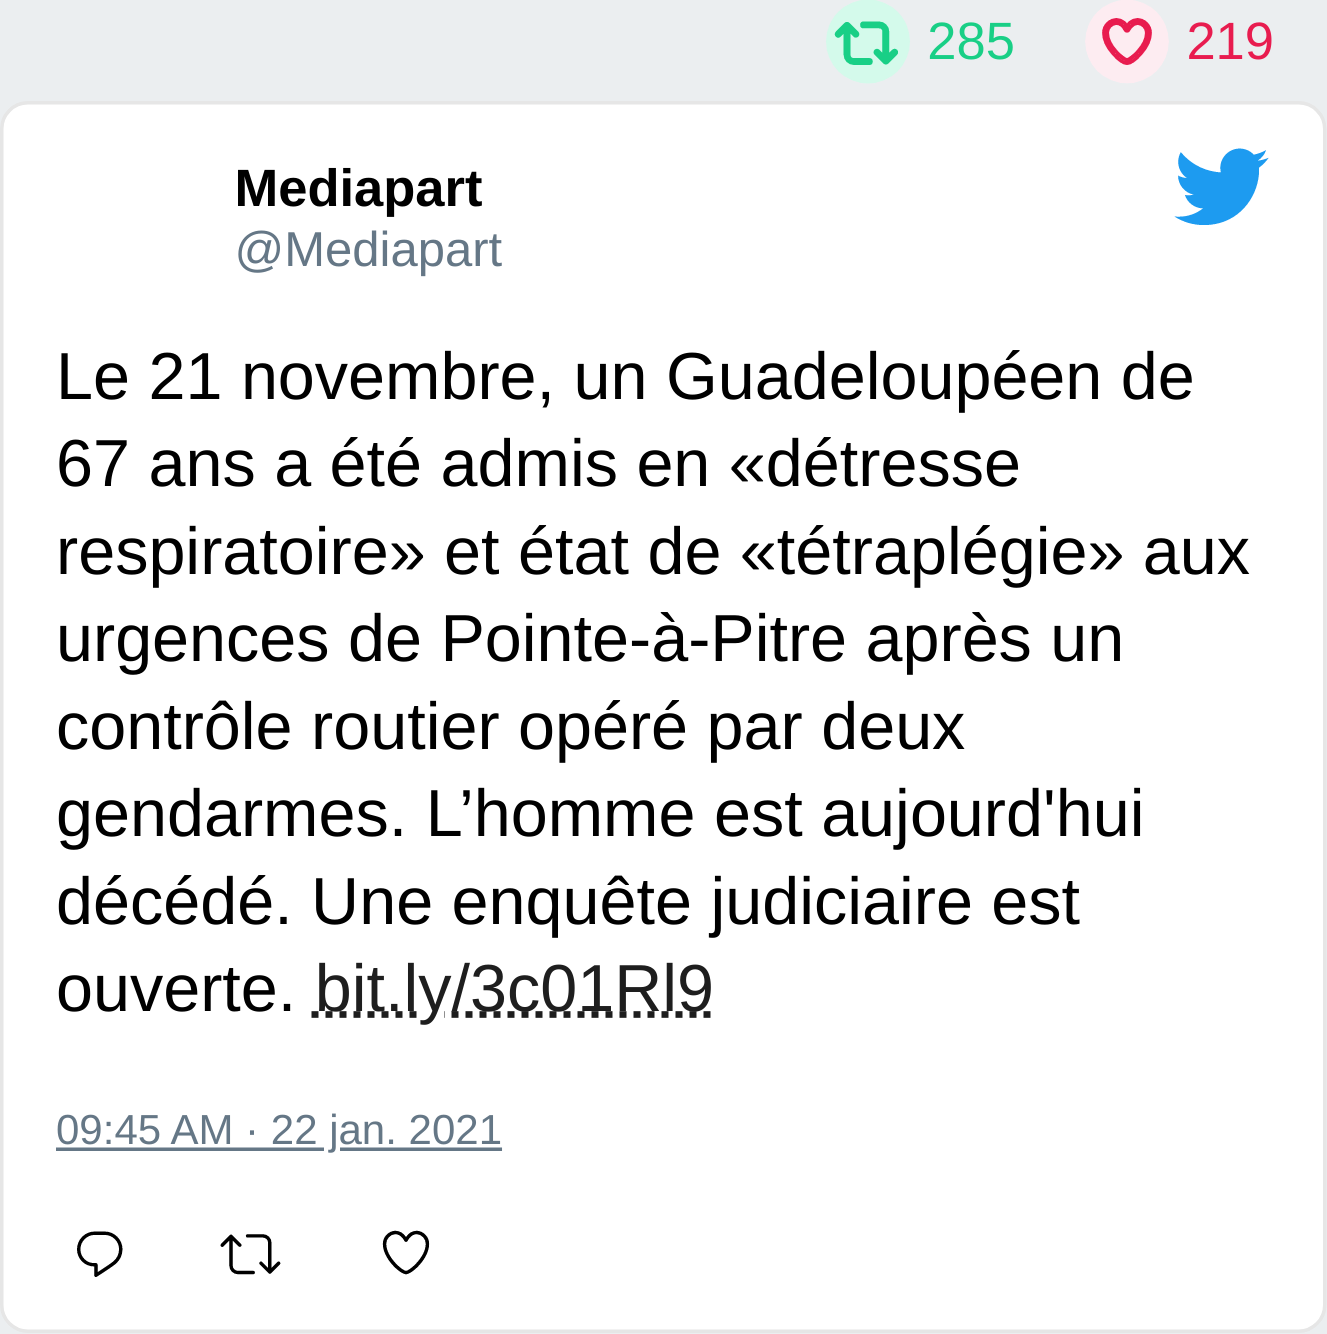 285 219
Mediapart
@Mediapart
Le 21 novembre, un Guadeloupéen de
67 ans a été admis en «détresse
respiratoire» et état de «tétraplégie» aux
urgences de Pointe-à-Pitre après un
contrôle routier opéré par deux
gendarmes. L’homme est aujourd'hui
décédé. Une enquête judiciaire est
ouverte. bit.ly/3c01Rl9
09:45 AM · 22 jan. 2021